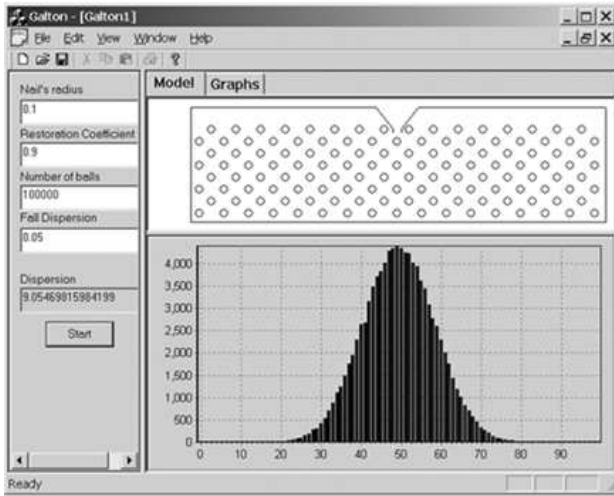 Galton - [Galton1]
File Edit View Window Help
Nail's radius
0.1
Restoration Coefficient
0.9
Number of balls
100000
Fall Dispersion
0.05
Dispersion
9.05469815984199
Start
Model Graphs
4,000
3,500
3,000
2,500
2,000
1,500
1,000
500
0
0 10 20 30 40 50 60 70 80 90
Ready